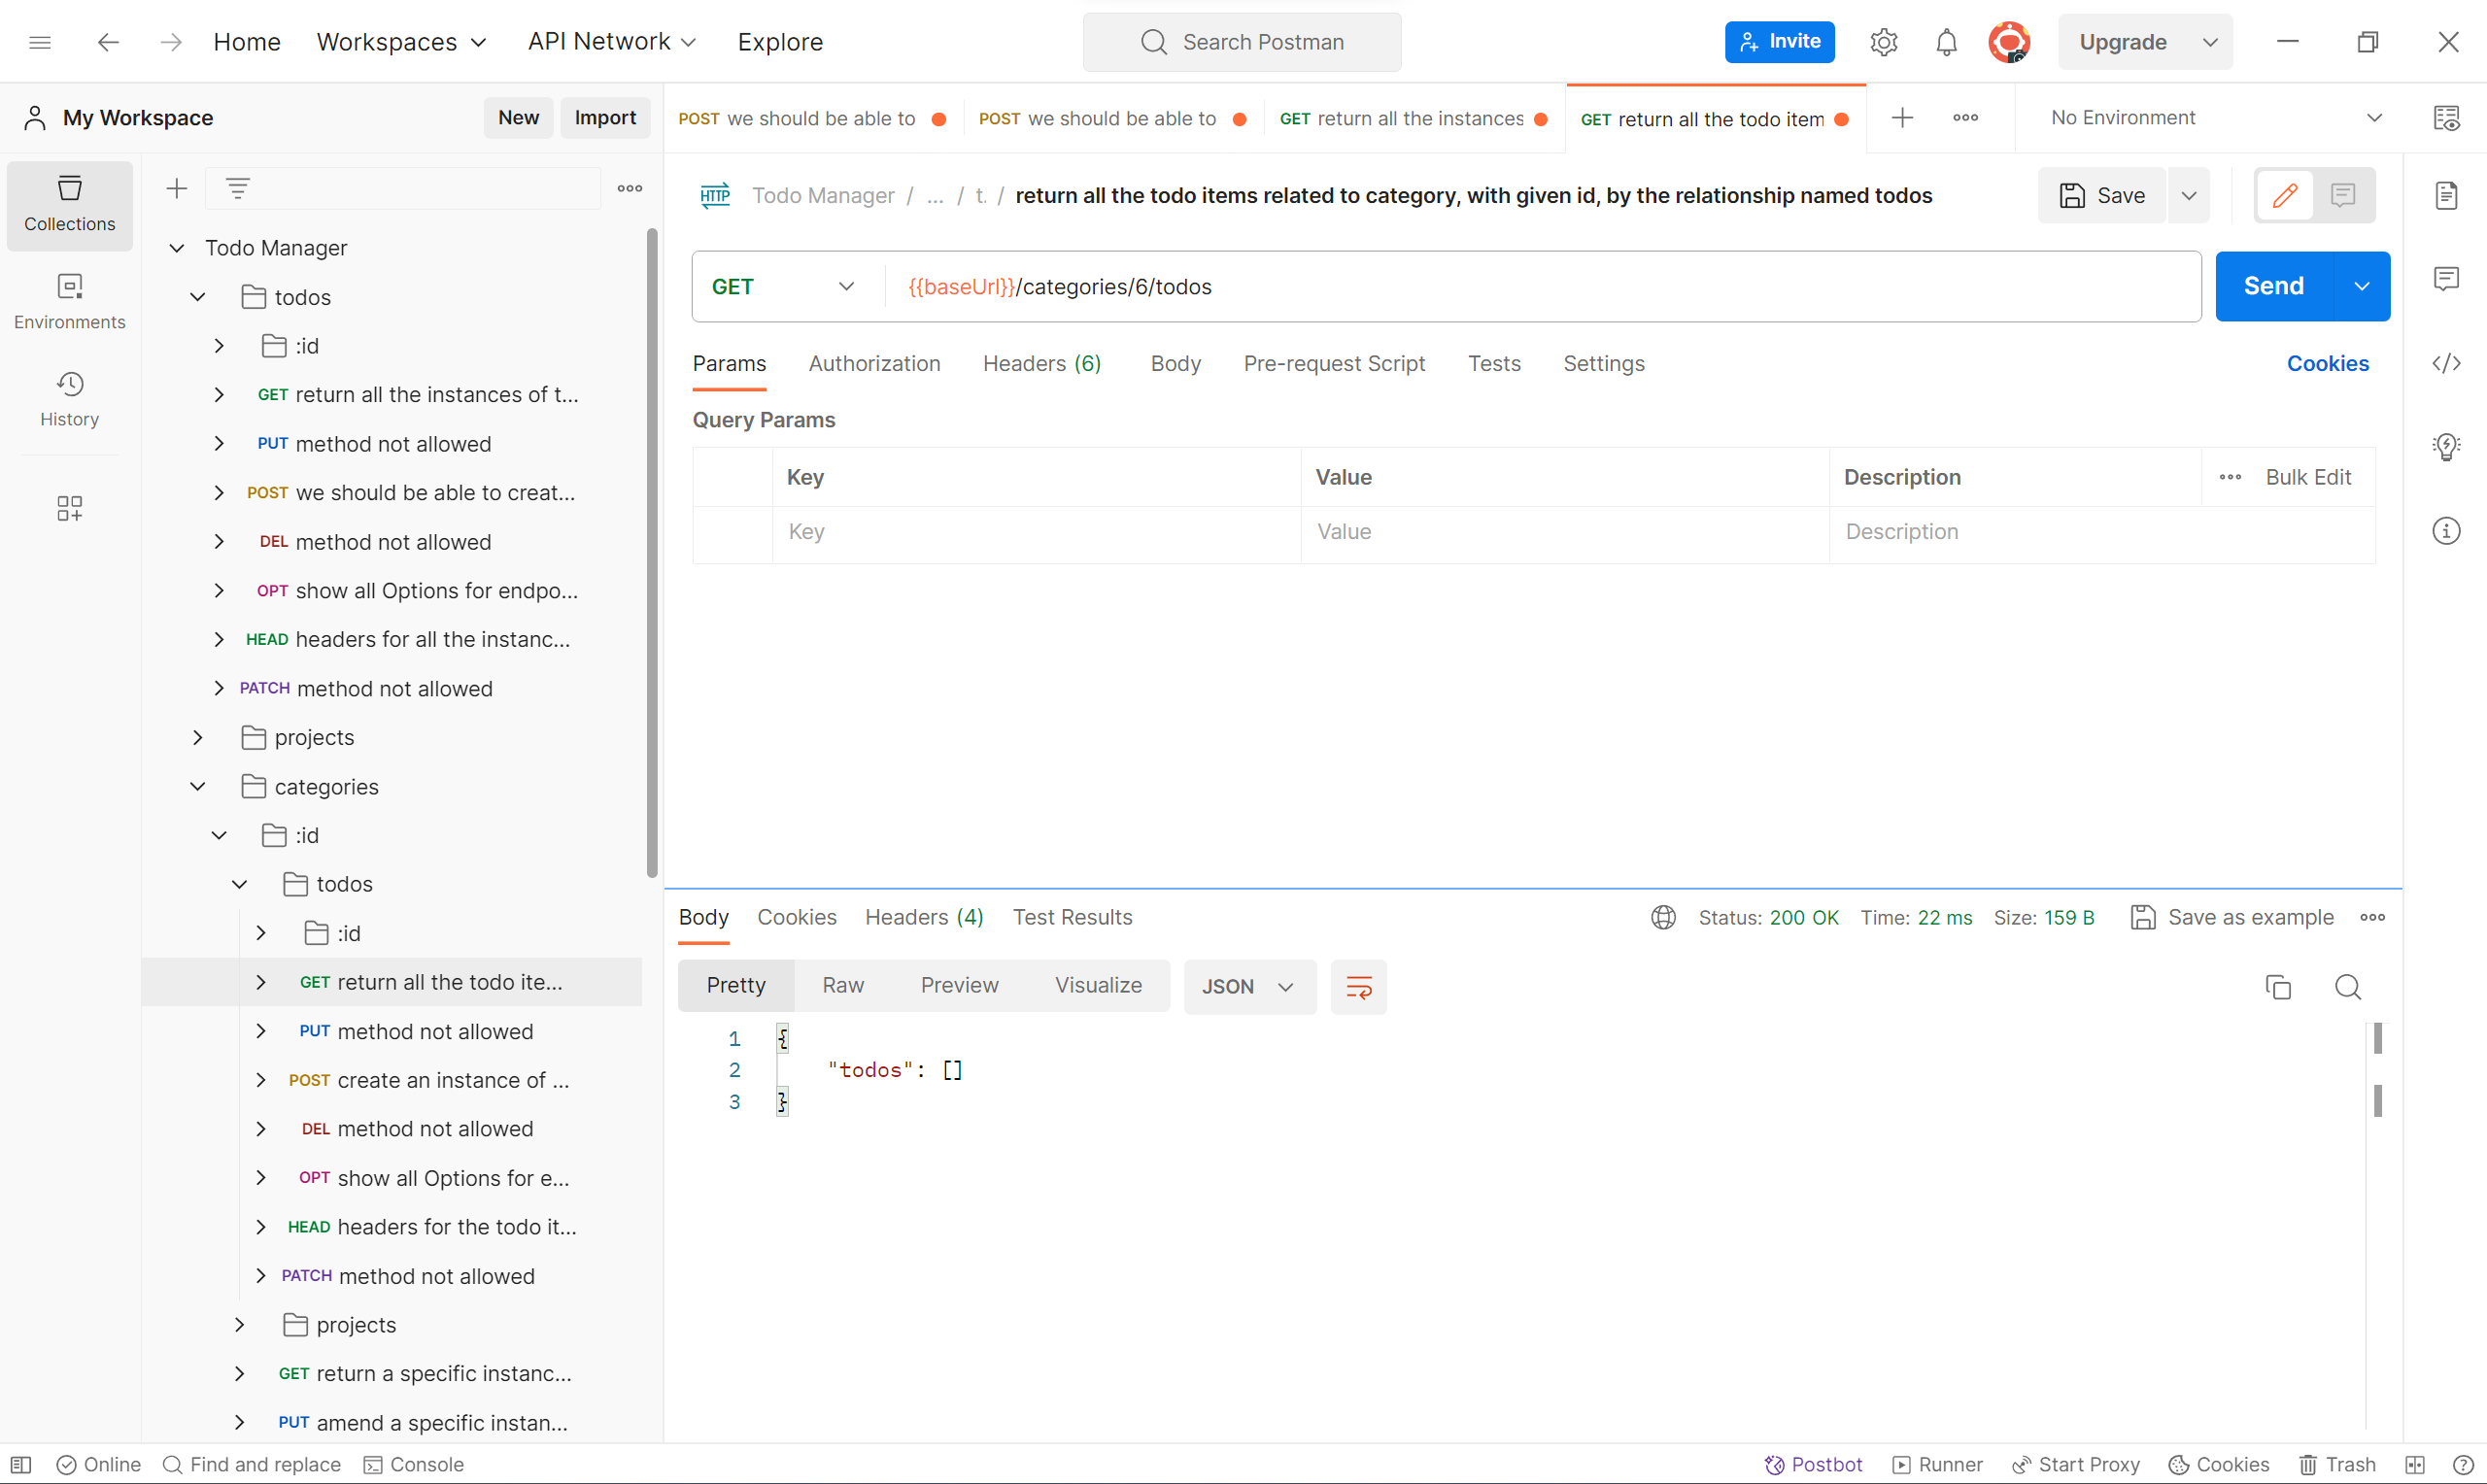 Home Workspaces API Network Explore Search Postman Invite Upgrade
My Workspace New Import
POST we should be able to POST we should be able to GET return all the instances GET return all the todo item No Environment
Collections
Environments
History
Todo Manager
todos
:id
GET return all the instances of t...
PUT method not allowed
POST we should be able to creat...
DEL method not allowed
OPT show all Options for endpo...
HEAD headers for all the instanc...
PATCH method not allowed
projects
categories
:id
todos
:id
GET return all the todo ite...
PUT method not allowed
POST create an instance of ...
DEL method not allowed
OPT show all Options for e...
HEAD headers for the todo it...
PATCH method not allowed
projects
GET return a specific instanc...
PUT amend a specific instan...
HTTP Todo Manager / ... / t. / return all the todo items related to category, with given id, by the relationship named todos Save
GET {{baseUrl}}/categories/6/todos Send
Params Authorization Headers (6) Body Pre-request Script Tests Settings Cookies
Query Params
Key Value Description Bulk Edit
Key Value Description
Body Cookies Headers (4) Test Results Status: 200 OK Time: 22 ms Size: 159 B Save as example
Pretty Raw Preview Visualize JSON
1 {
2 "todos": []
3 }
Online Find and replace Console Postbot Runner Start Proxy Cookies Trash